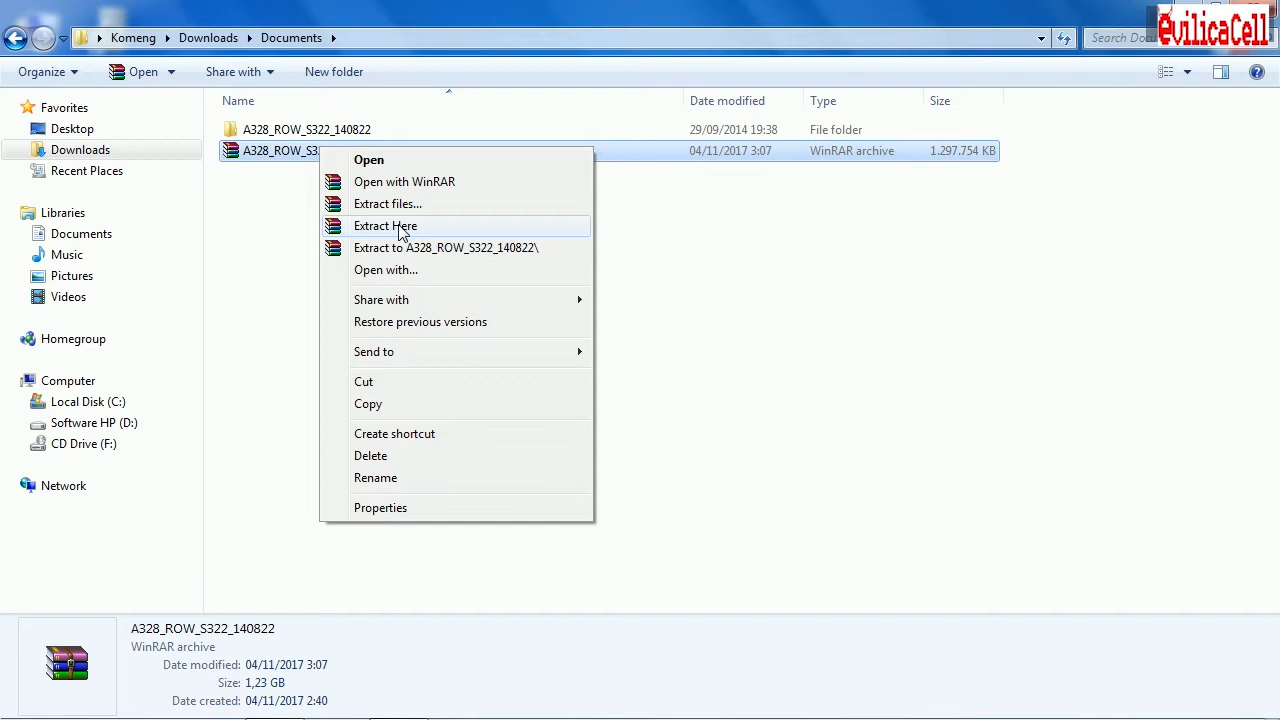 èvilicaCell
Komeng
Downloads
Documents
Search Docu
Organize
Open
Share with
New folder
Favorites
Desktop
Downloads
Recent Places
Libraries
Documents
Music
Pictures
Videos
Homegroup
Computer
Local Disk (C:)
Software HP (D:)
CD Drive (F:)
Network
Name
Date modified
Type
Size
A328_ROW_S322_140822
29/09/2014 19:38
File folder
A328_ROW_S3
04/11/2017 3:07
WinRAR archive
1.297.754 KB
Open
Open with WinRAR
Extract files...
Extract Here
Extract to A328_ROW_S322_140822\
Open with...
Share with
Restore previous versions
Send to
Cut
Copy
Create shortcut
Delete
Rename
Properties
A328_ROW_S322_140822
WinRAR archive
Date modified: 04/11/2017 3:07
Size: 1,23 GB
Date created: 04/11/2017 2:40